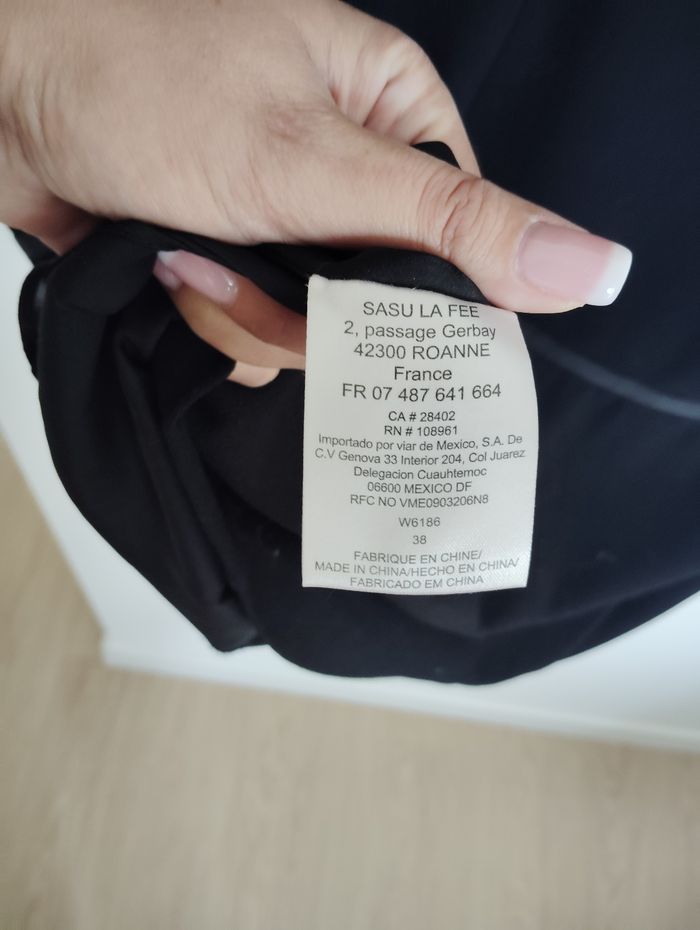 SASU LA FEE
2, passage Gerbay
42300 ROANNE
France
FR 07 487 641 664
CA # 28402
RN # 108961
Importado por viar de Mexico, S.A. De
C.V Genova 33 Interior 204, Col Juarez
Delegacion Cuauhtemoc
06600 MEXICO DF
RFC NO VME0903206N8
W6186
38
FABRIQUE EN CHINE/
MADE IN CHINA/HECHO EN CHINA/
FABRICADO EM CHINA